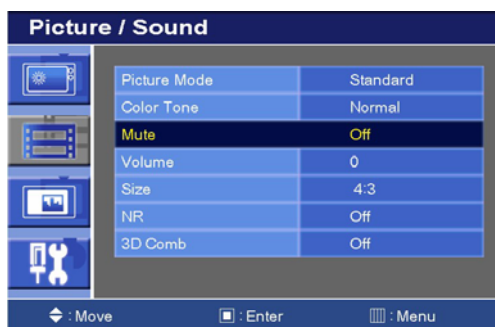 Picture / Sound
Picture Mode Standard
Color Tone Normal
Mute Off
Volume 0
Size 4:3
NR Off
3D Comb Off
: Move : Enter : Menu